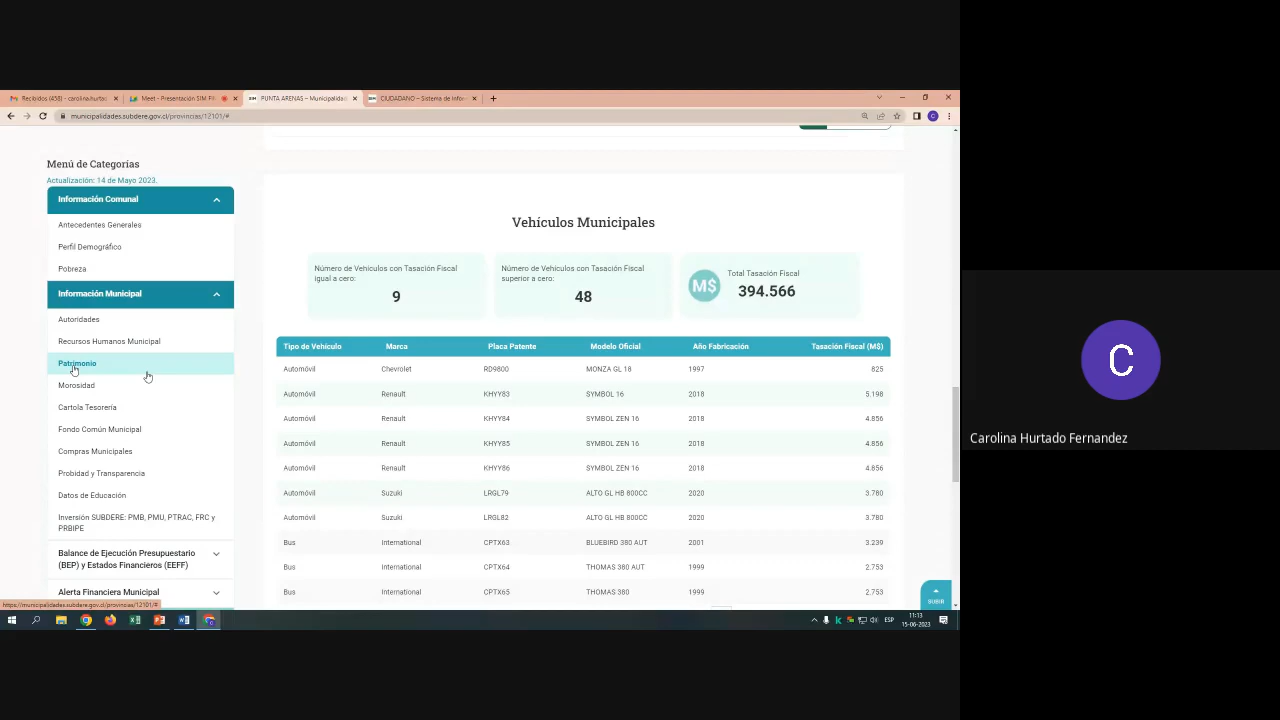 Recibidos (458) - carolina.hurtad
Meet - Presentación SIM Fil
SIM PUNTA ARENAS – Municipalidad
SIM CIUDADANO – Sistema de Infor
municipalidades.subdere.gov.cl/provincias/12101/#
Menú de Categorías
Actualización: 14 de Mayo 2023.
Información Comunal
Antecedentes Generales
Perfil Demográfico
Pobreza
Información Municipal
Autoridades
Recursos Humanos Municipal
Patrimonio
Morosidad
Cartola Tesorería
Fondo Común Municipal
Compras Municipales
Probidad y Transparencia
Datos de Educación
Inversión SUBDERE: PMB, PMU, PTRAC, FRC y
PRBIPE
Balance de Ejecución Presupuestario
(BEP) y Estados Financieros (EEFF)
Alerta Financiera Municipal
Vehículos Municipales
Número de Vehículos con Tasación Fiscal
igual a cero:
9
Número de Vehículos con Tasación Fiscal
superior a cero:
48
M$
Total Tasación Fiscal
394.566
Tipo de Vehículo Marca Placa Patente Modelo Oficial Año Fabricación Tasación Fiscal (M$)
Automóvil Chevrolet RD9800 MONZA GL 18 1997 825
Automóvil Renault KHYY83 SYMBOL 16 2018 5.198
Automóvil Renault KHYY84 SYMBOL ZEN 16 2018 4.856
Automóvil Renault KHYY85 SYMBOL ZEN 16 2018 4.856
Automóvil Renault KHYY86 SYMBOL ZEN 16 2018 4.856
Automóvil Suzuki LRGL79 ALTO GL HB 800CC 2020 3.780
Automóvil Suzuki LRGL82 ALTO GL HB 800CC 2020 3.780
Bus International CPTX63 BLUEBIRD 380 AUT 2001 3.239
Bus International CPTX64 THOMAS 380 AUT 1999 2.753
Bus International CPTX65 THOMAS 380 1999 2.753
SUBIR
https://municipalidades.subdere.gov.cl/provincias/12101/#
ESP
11:13
15-06-2023
C
Carolina Hurtado Fernandez